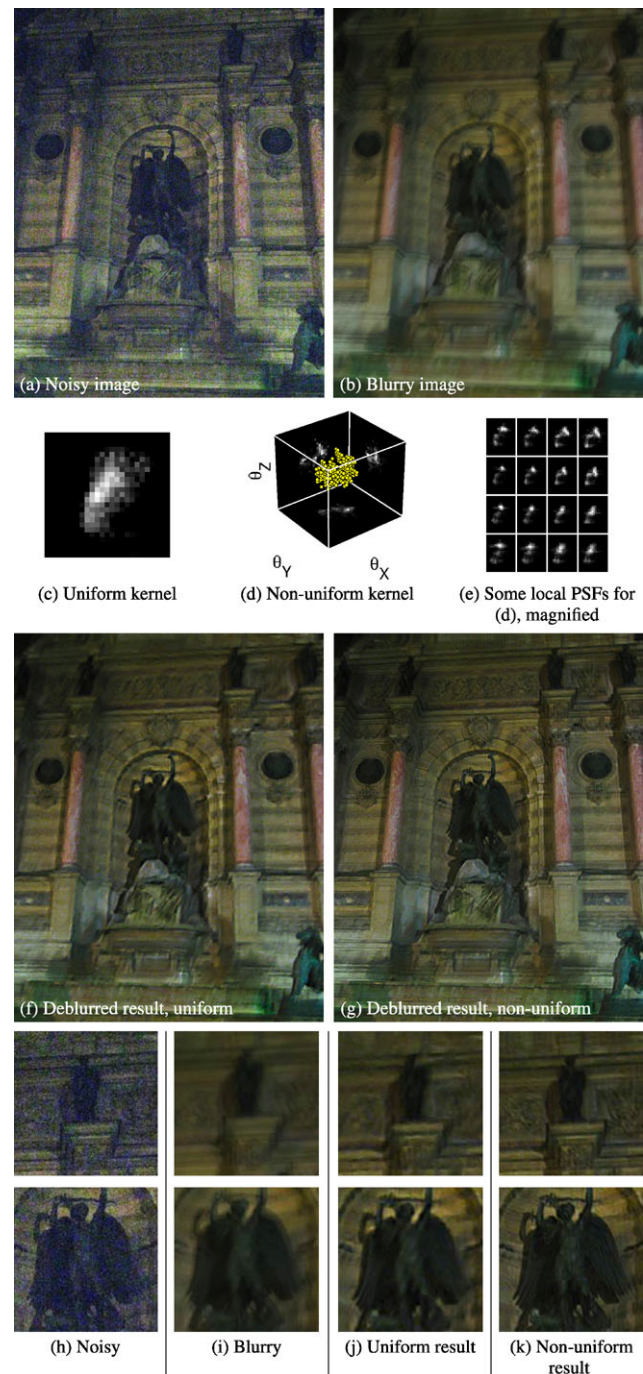 (a) Noisy image
(b) Blurry image
θZ
θY
θX
(c) Uniform kernel
(d) Non-uniform kernel
(e) Some local PSFs for
(d), magnified
(f) Deblurred result, uniform
(g) Deblurred result, non-uniform
(h) Noisy
(i) Blurry
(j) Uniform result
(k) Non-uniform
result